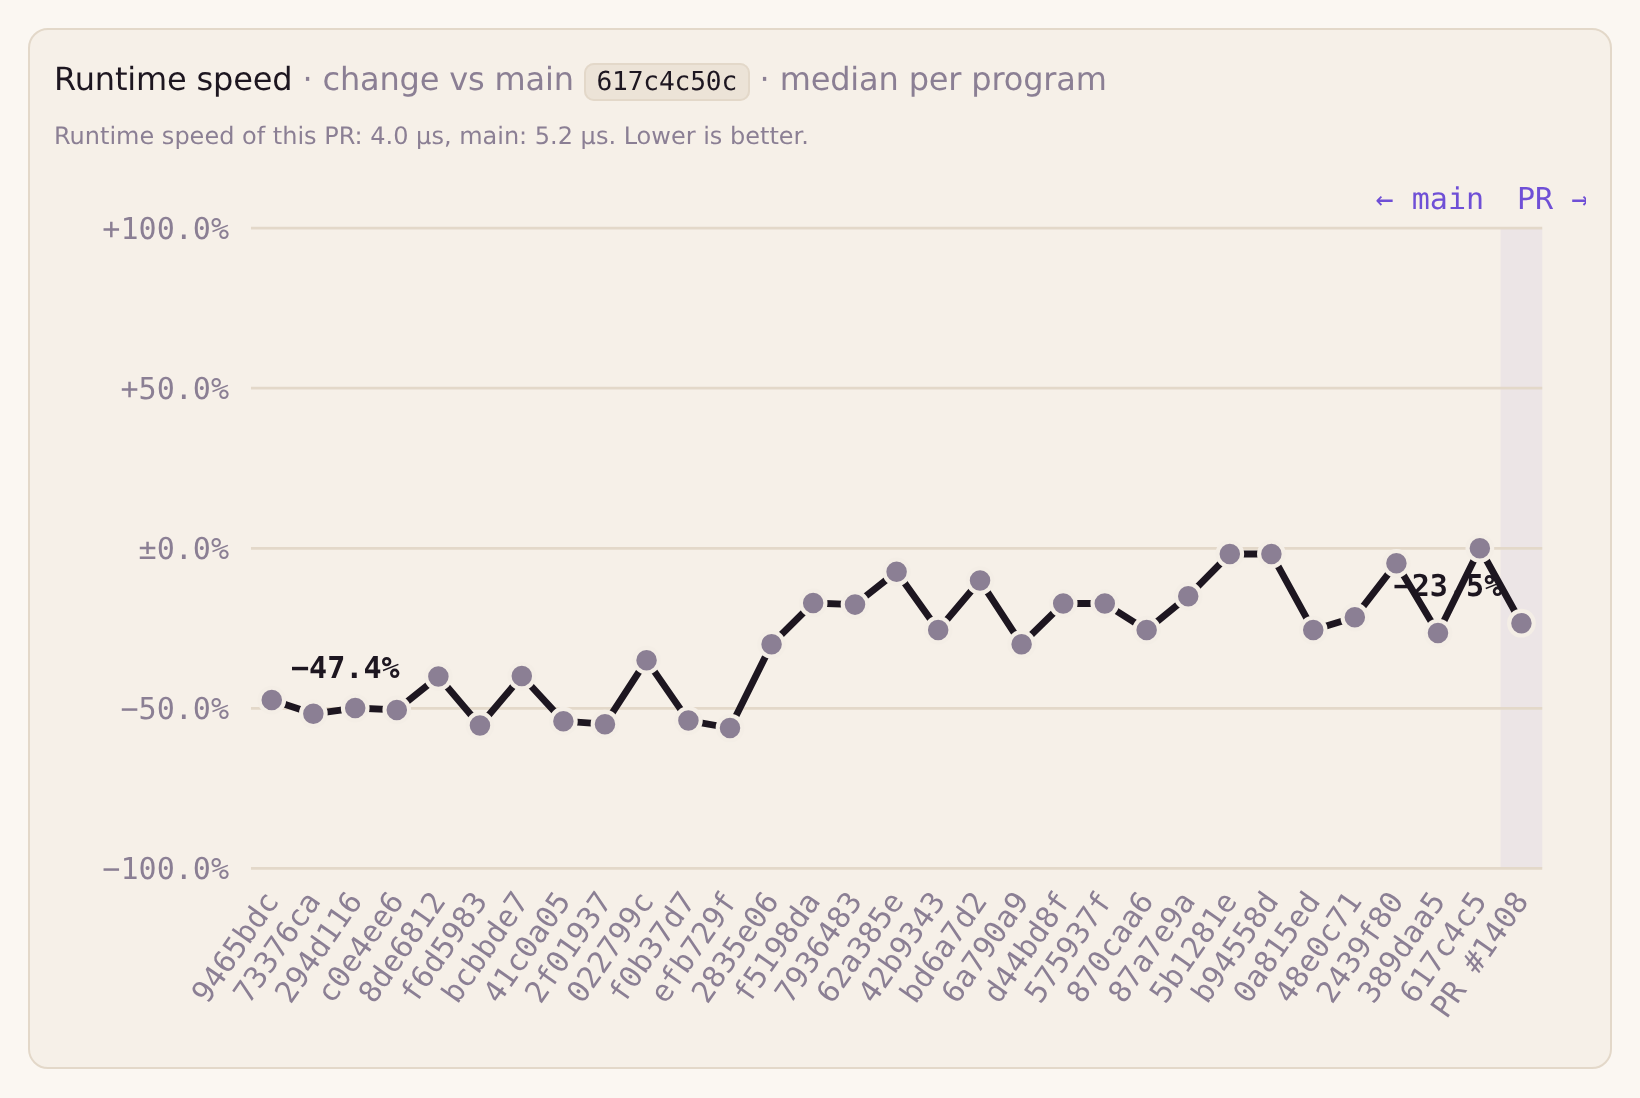 Runtime speed · change vs main 617c4c50c · median per program
Runtime speed of this PR: 4.0 µs, main: 5.2 µs. Lower is better.
← main PR →
+100.0%
+50.0%
±0.0%
−50.0%
−100.0%
−47.4%
−23.5%
9465bdc
73376ca
294d116
c0e4ee6
8de6812
f6d5983
bcbbde7
41c0a05
2f01937
022799c
f0b37d7
efb729f
2835e06
f5198da
7936483
62a385e
42b9343
bd6a7d2
6a790a9
d44bd8f
575937f
870caa6
87a7e9a
5b1281e
b94558d
0a815ed
48e0c71
2439f80
389daa5
617c4c5
PR #1408